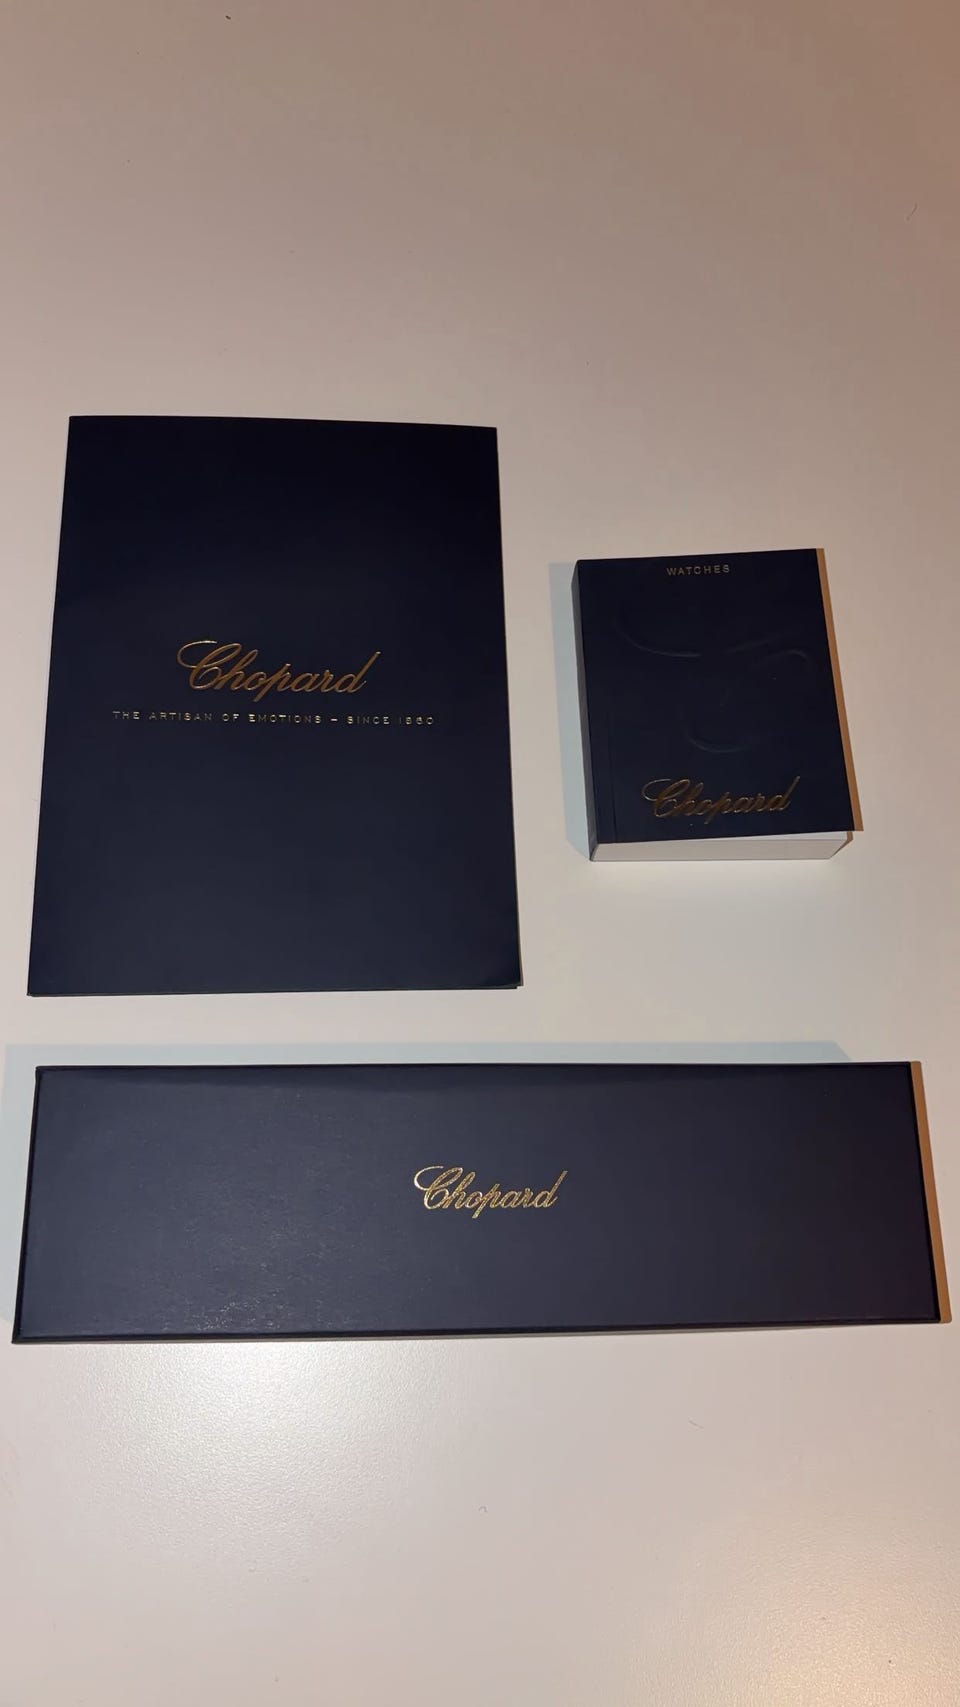 Chopard
THE ARTISAN OF EMOTIONS – SINCE 1860
WATCHES
Chopard
Chopard